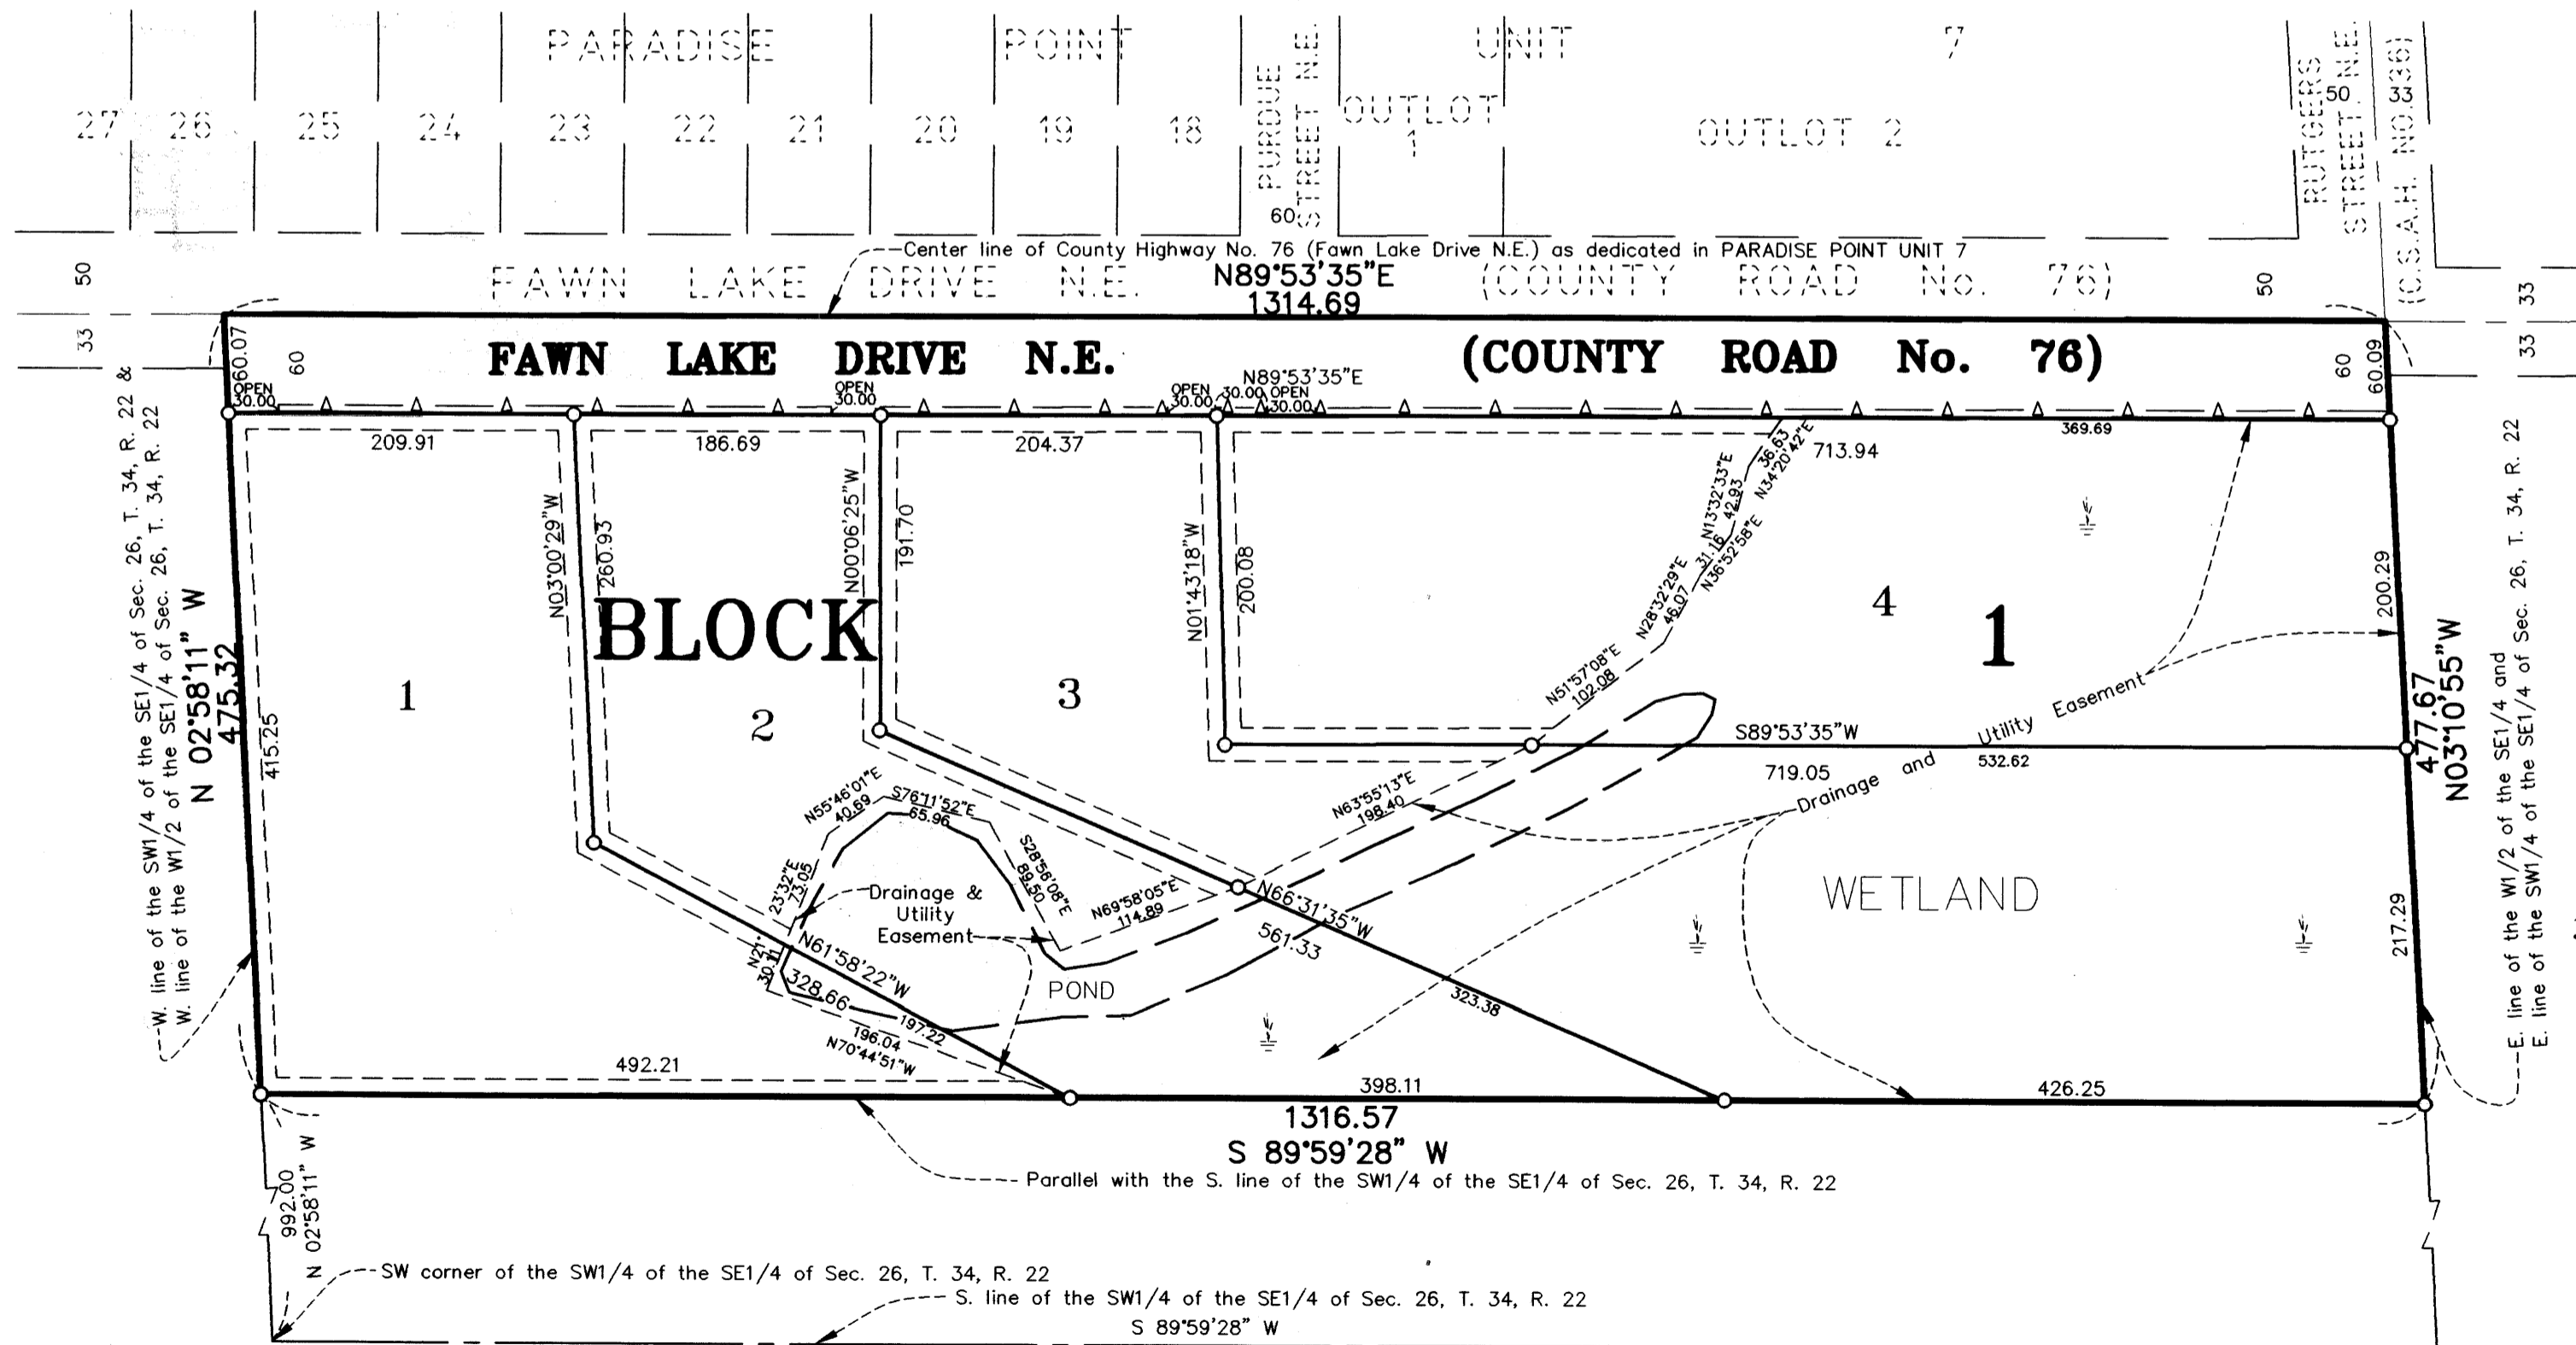 PARADISE POINT UNIT 7
27 26 25 24 23 22 21 20 19 18
PURDUE
STREET N.E.
60
OUTLOT
1
OUTLOT 2
RUTGERS
STREET N.E.
50
33
(C.S.A.H. NO.036)
Center line of County Highway No. 76 (Fawn Lake Drive N.E.) as dedicated in PARADISE POINT UNIT 7
50
FAWN LAKE DRIVE N.E. (COUNTY ROAD No. 76)
50
33
N89°53'35"E
1314.69
33
33
60.07
60
FAWN LAKE DRIVE N.E. (COUNTY ROAD No. 76)
60
60.09
N89°53'35"E
OPEN
30.00
OPEN
30.00
OPEN
30.00
30.00
OPEN
30.00
209.91
186.69
204.37
713.94
369.69
W. line of the SW1/4 of the SE1/4 of Sec. 26, T. 34, R. 22 &
W. line of the W1/2 of the SE1/4 of Sec. 26, T. 34, R. 22
N 02°58'11" W
475.32
415.25
N03°00'29"W
260.93
N00°06'25"W
191.70
N01°43'18"W
200.08
N34°20'42"E
36.63
N13°32'33"E
42.93
N36°52'58"E
31.16
N28°32'29"E
46.07
N51°57'08"E
102.08
BLOCK 1
1
2
3
4
200.29
477.67
N03°10'55"W
217.29
E. line of the W1/2 of the SE1/4 and
E. line of the SW1/4 of the SE1/4 of Sec. 26, T. 34, R. 22
S89°53'35"W
719.05
532.62
Drainage and Utility Easement
N63°55'13"E
198.40
N55°46'01"E
40.69
S76°11'52"E
65.96
S28°56'08"E
89.50
N69°58'05"E
114.89
N21°23'32"E
73.05
30.11
Drainage &
Utility
Easement
WETLAND
POND
N61°58'22"W
328.66
197.22
196.04
N70°44'51"W
N66°31'35"W
561.33
323.38
492.21
398.11
426.25
1316.57
S 89°59'28" W
Parallel with the S. line of the SW1/4 of the SE1/4 of Sec. 26, T. 34, R. 22
992.00
N 02°58'11" W
SW corner of the SW1/4 of the SE1/4 of Sec. 26, T. 34, R. 22
S. line of the SW1/4 of the SE1/4 of Sec. 26, T. 34, R. 22
S 89°59'28" W